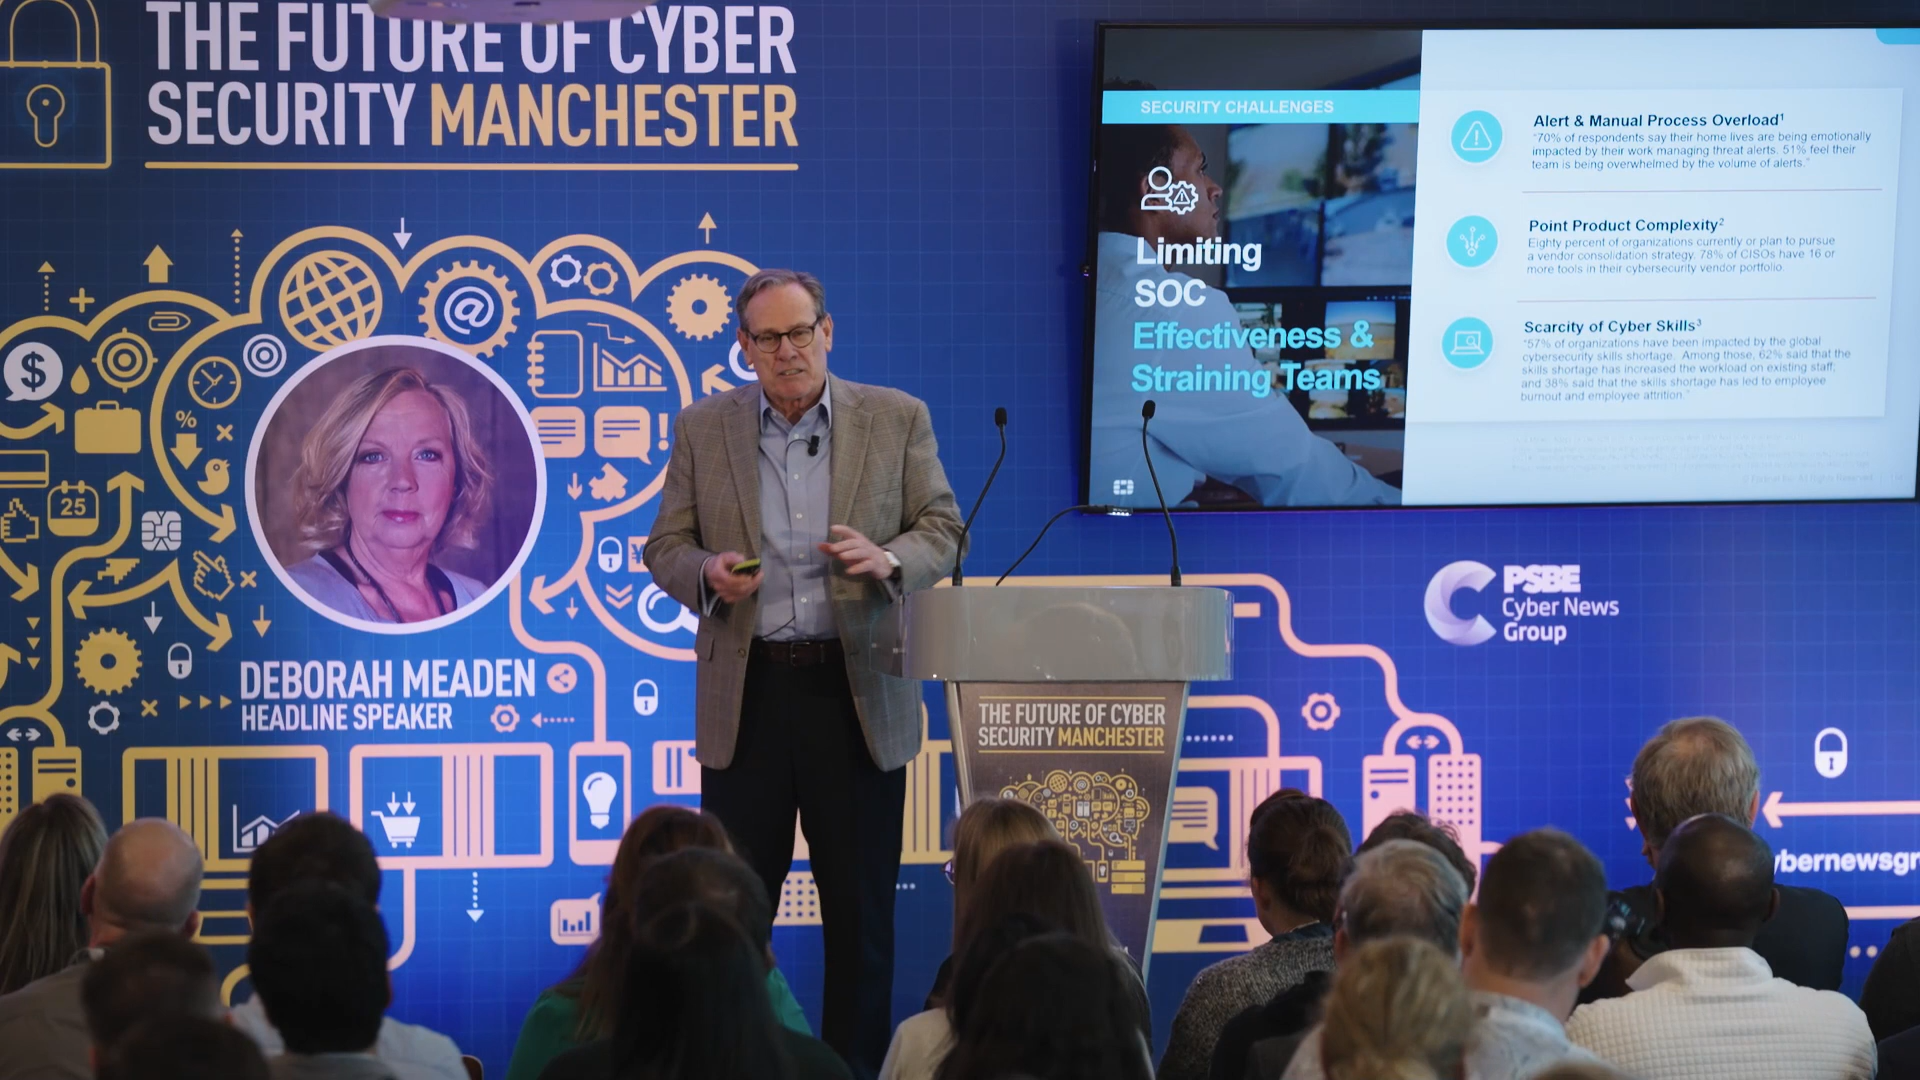 THE FUTURE OF CYBER
SECURITY MANCHESTER
$
@
%
25
¥
DEBORAH MEADEN
HEADLINE SPEAKER
SECURITY CHALLENGES
Limiting
SOC
Effectiveness &
Straining Teams
Alert & Manual Process Overload¹
"70% of respondents say their home lives are being emotionally
impacted by their work managing threat alerts. 51% feel their
team is being overwhelmed by the volume of alerts."
Point Product Complexity²
Eighty percent of organizations currently or plan to pursue
a vendor consolidation strategy. 78% of CISOs have 16 or
more tools in their cybersecurity vendor portfolio.
Scarcity of Cyber Skills³
"57% of organizations have been impacted by the global
cybersecurity skills shortage. Among those, 62% said that the
skills shortage has increased the workload on existing staff;
and 38% said that the skills shortage has led to employee
burnout and employee attrition."
PSBE
Cyber News
Group
THE FUTURE OF CYBER
SECURITY MANCHESTER
ybernewsgr